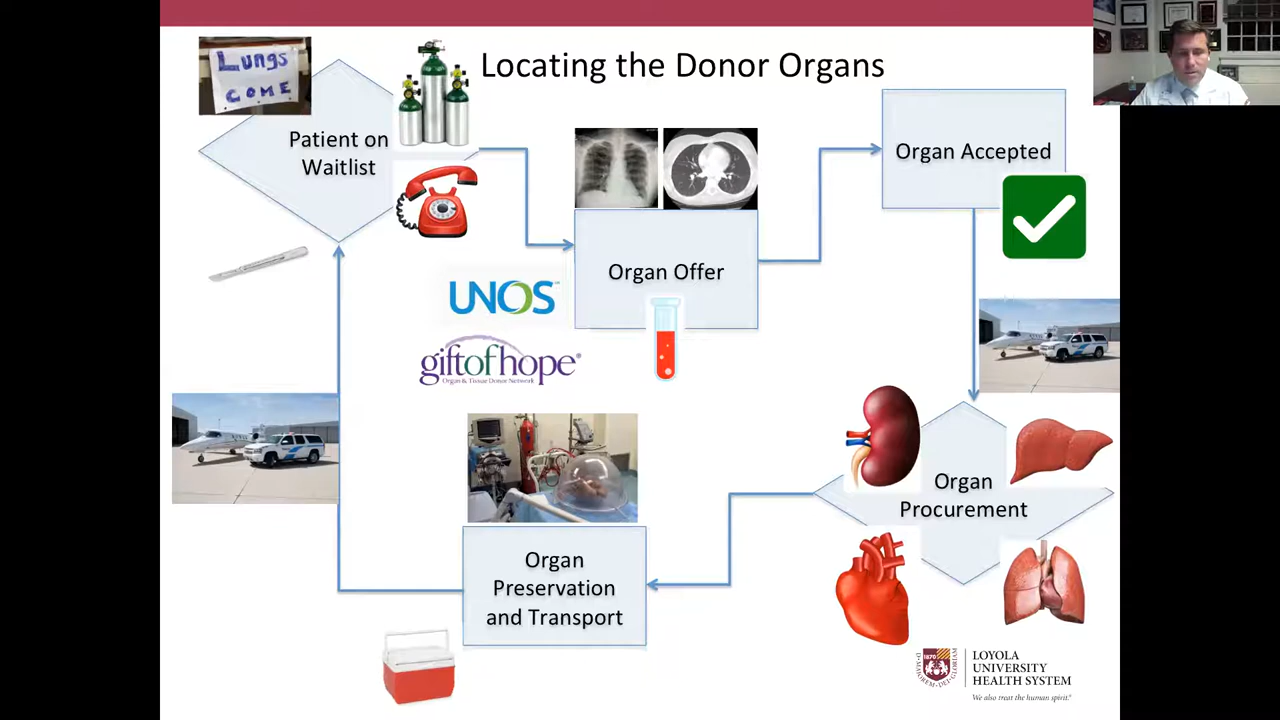 Locating the Donor Organs
Lungs
COME
Patient on
Waitlist
Organ Accepted
Organ Offer
UNOS
giftofhope®
Organ & Tissue Donor Network
Organ
Procurement
Organ
Preservation
and Transport
1870
LOYOLA
UNIVERSITY
HEALTH SYSTEM
We also treat the human spirit.®